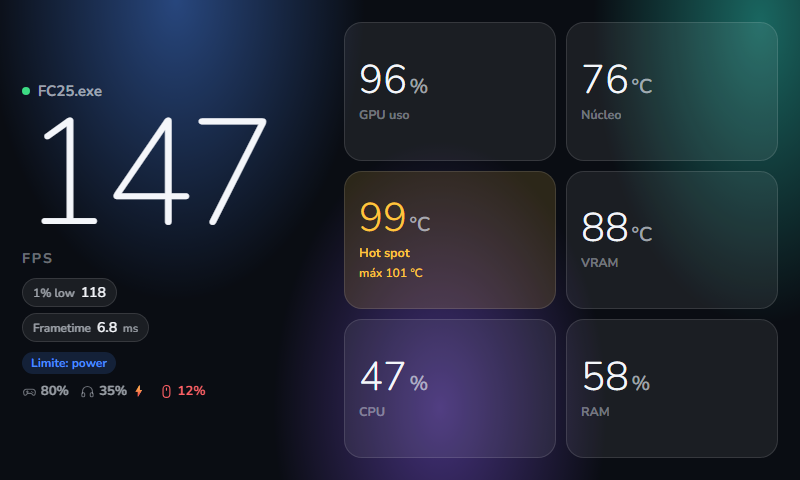 FC25.exe
147
FPS
1% low 118
Frametime 6.8 ms
Limite: power
80% 35% 12%
96%
GPU uso
76°C
Núcleo
99°C
Hot spot
máx 101 °C
88°C
VRAM
47%
CPU
58%
RAM